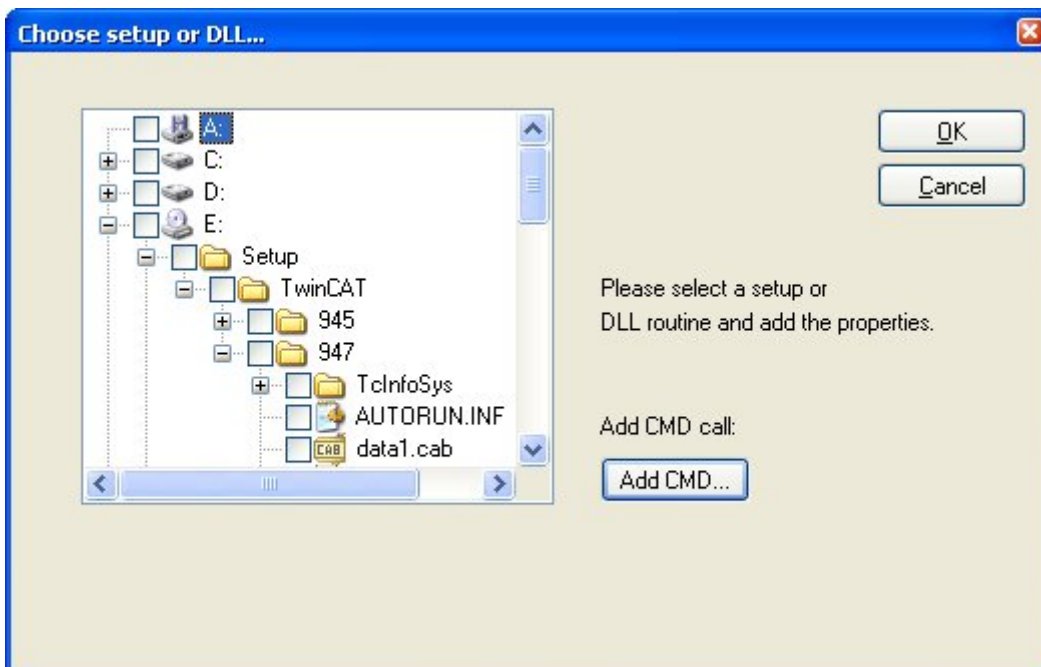 Choose setup or DLL...
A:
C:
D:
E:
Setup
TwinCAT
945
947
TcInfoSys
AUTORUN.INF
CAB data1.cab
OK
Cancel
Please select a setup or
DLL routine and add the properties.
Add CMD call:
Add CMD...